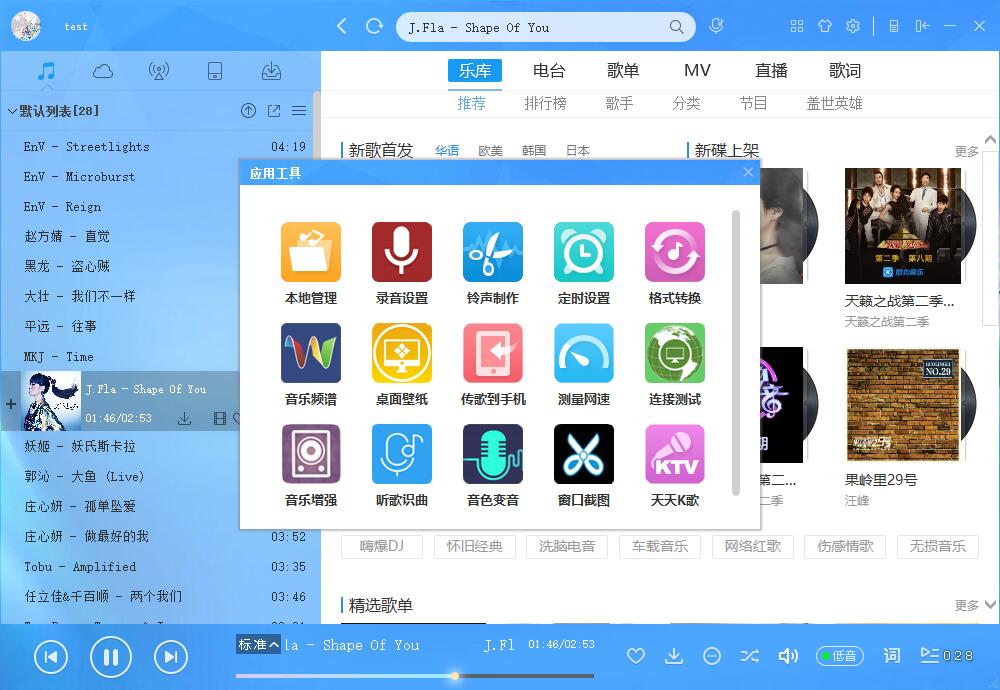 test
J.Fla - Shape Of You
乐库 电台 歌单 MV 直播 歌词
推荐 排行榜 歌手 分类 节目 盖世英雄
默认列表[28]
EnV - Streetlights 04:19
EnV - Microburst
EnV - Reign
赵方婧 - 直觉
黑龙 - 盗心贼
大壮 - 我们不一样
平远 - 往事
MKJ - Time
J.Fla - Shape Of You
01:46/02:53
妖姬 - 妖氏斯卡拉
郭沁 - 大鱼 (Live)
庄心妍 - 孤单坠爱
庄心妍 - 做最好的我 03:52
Tobu - Amplified 03:35
任立佳&千百顺 - 两个我们 03:46
新歌首发 华语 欧美 韩国 日本
新碟上架 更多
应用工具
本地管理 录音设置 铃声制作 定时设置 格式转换
音乐频谱 桌面壁纸 传歌到手机 测量网速 连接测试
音乐增强 听歌识曲 音色变音 窗口截图 天天K歌
KTV
第二季 第八期
酷狗音乐
天籁之战第二季...
天籁之战第二季
GUOLINGLI
NO.29
果岭里29号
汪峰
第二...
二季
音
期
嗨爆DJ 怀旧经典 洗脑电音 车载音乐 网络红歌 伤感情歌 无损音乐
精选歌单 更多
标准 la - Shape Of You J.Fl 01:46/02:53
低音 词 028